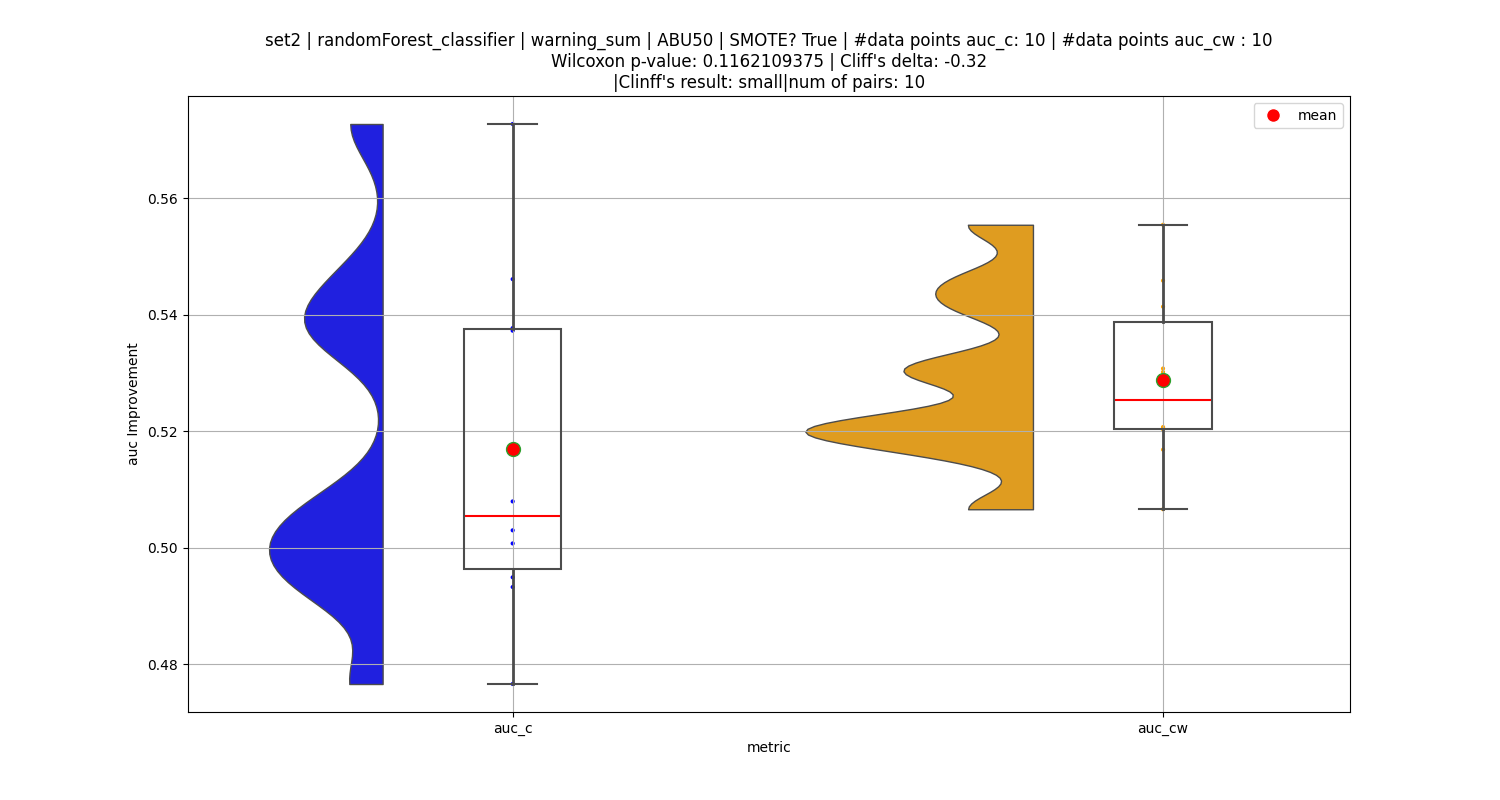 set2 | randomForest_classifier | warning_sum | ABU50 | SMOTE? True | #data points auc_c: 10 | #data points auc_cw : 10
Wilcoxon p-value: 0.1162109375 | Cliff's delta: -0.32
|Clinff's result: small|num of pairs: 10
mean
0.56
0.54
0.52
0.50
0.48
auc Improvement
auc_c
auc_cw
metric